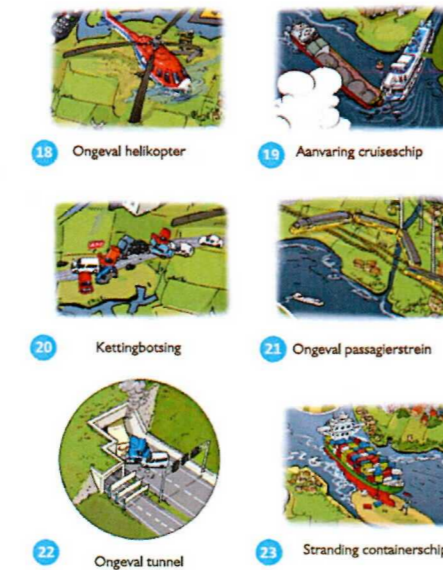 18 Ongeval helikopter
19 Aanvaring cruiseschip
20 Kettingbotsing
21 Ongeval passagierstrein
22 Ongeval tunnel
23 Stranding containerschip